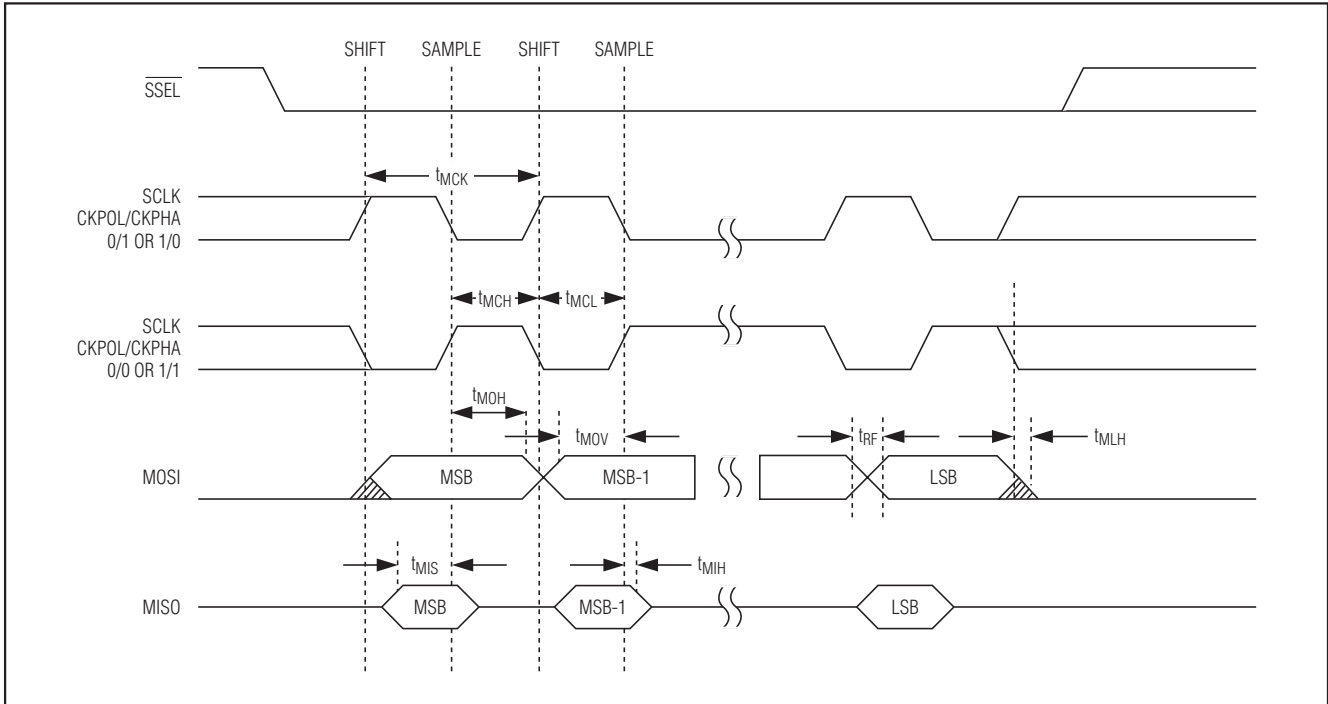 SHIFT SAMPLE SHIFT SAMPLE
SSEL
tMCK
SCLK
CKPOL/CKPHA
0/1 OR 1/0
tMCH tMCL
SCLK
CKPOL/CKPHA
0/0 OR 1/1
tMOH
tMOV tRF tMLH
MOSI MSB MSB-1 LSB
tMIS tMIH
MISO MSB MSB-1 LSB